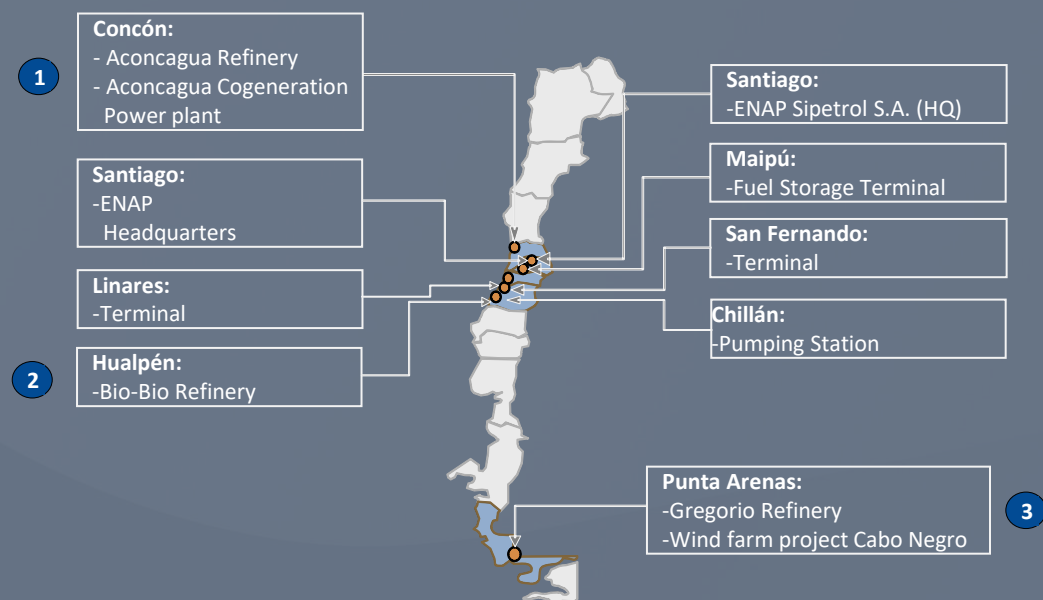 1
Concón:
- Aconcagua Refinery
- Aconcagua Cogeneration
Power plant
Santiago:
-ENAP
Headquarters
Linares:
-Terminal
2
Hualpén:
-Bio-Bio Refinery
Santiago:
-ENAP Sipetrol S.A. (HQ)
Maipú:
-Fuel Storage Terminal
San Fernando:
-Terminal
Chillán:
-Pumping Station
Punta Arenas:
-Gregorio Refinery
-Wind farm project Cabo Negro
3